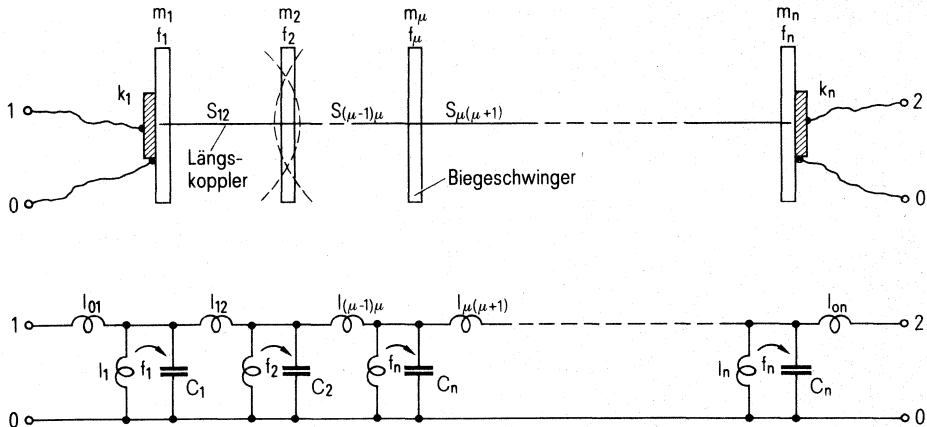 m1 m2 mμ mn
f1 f2 fμ fn
k1 kn
1 S12 S(μ-1)μ Sμ(μ+1) 2
Längs-
koppler
Biegeschwinger
0 0
l01 l12 l(μ-1)μ lμ(μ+1) lon
1 2
l1 f1 C1 f2 C2 fn Cn ln fn Cn
0 0